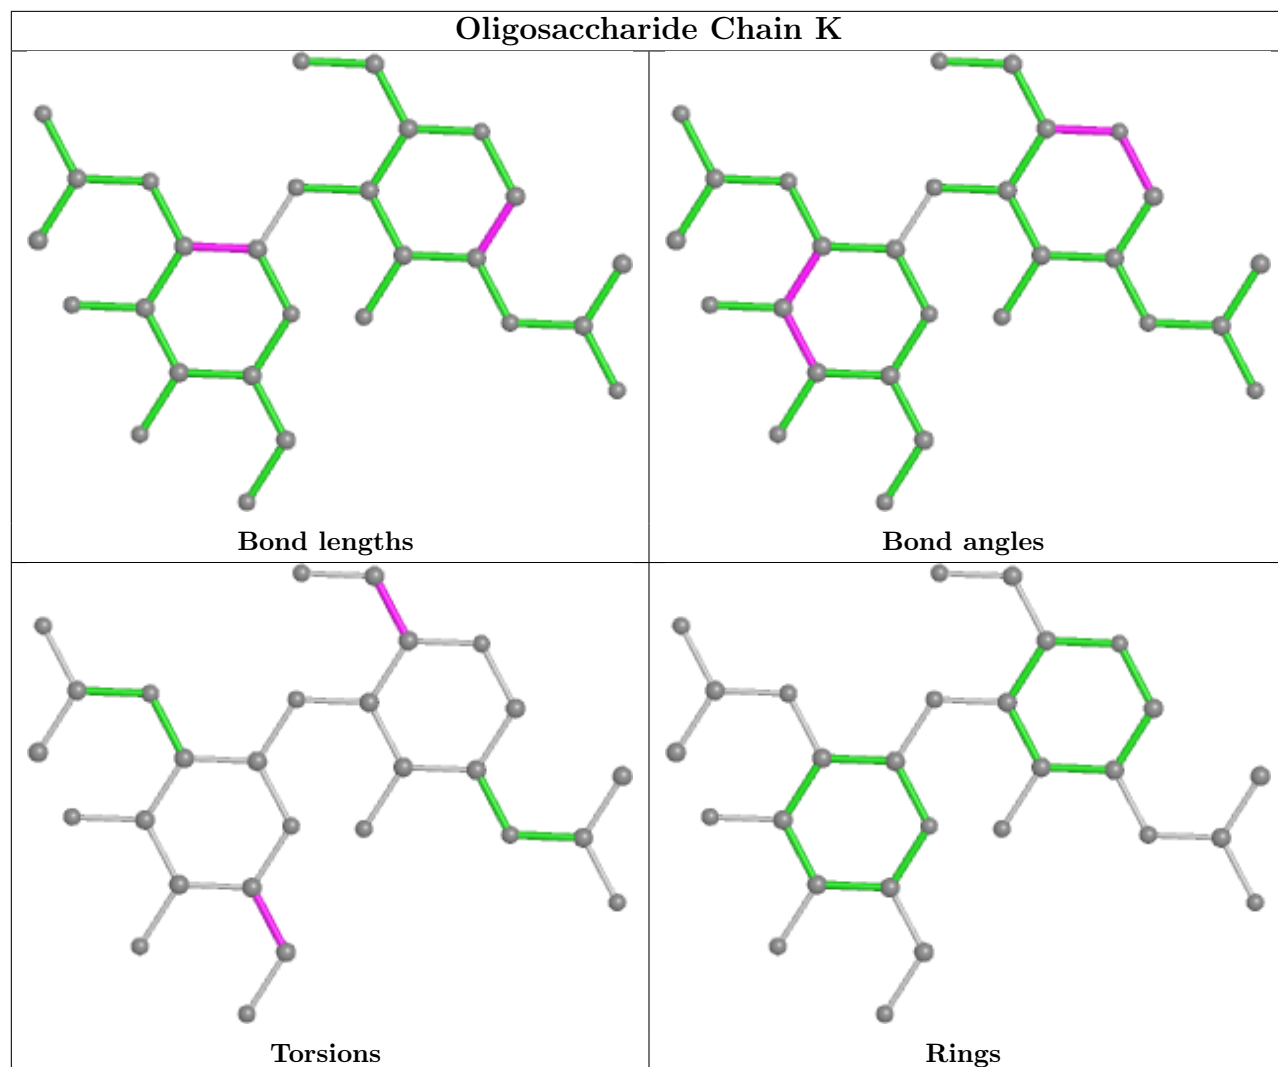 Oligosaccharide Chain K
Bond lengths
Bond angles
Torsions
Rings